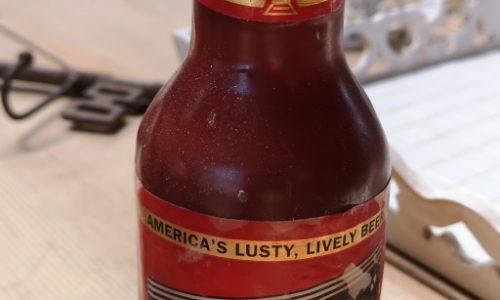 AMERICA'S LUSTY, LIVELY BEER